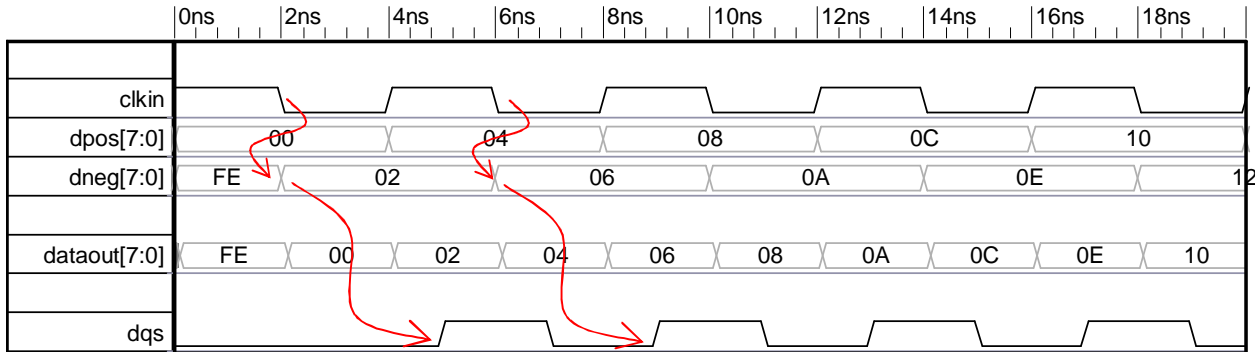 0ns 2ns 4ns 6ns 8ns 10ns 12ns 14ns 16ns 18ns
clkin
dpos[7:0] 00 04 08 0C 10
dneg[7:0] FE 02 06 0A 0E 12
dataout[7:0] FE 00 02 04 06 08 0A 0C 0E 10
dqs